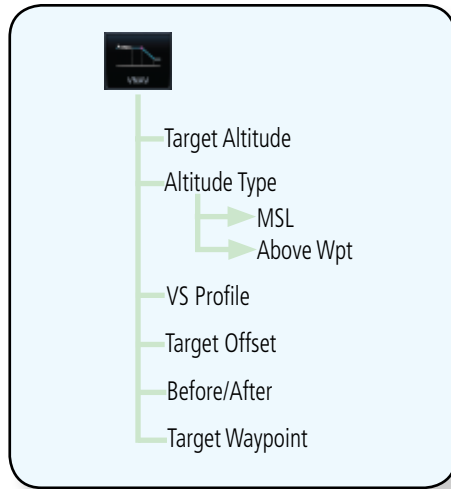 VNAV
Target Altitude
Altitude Type
MSL
Above Wpt
VS Profile
Target Offset
Before/After
Target Waypoint